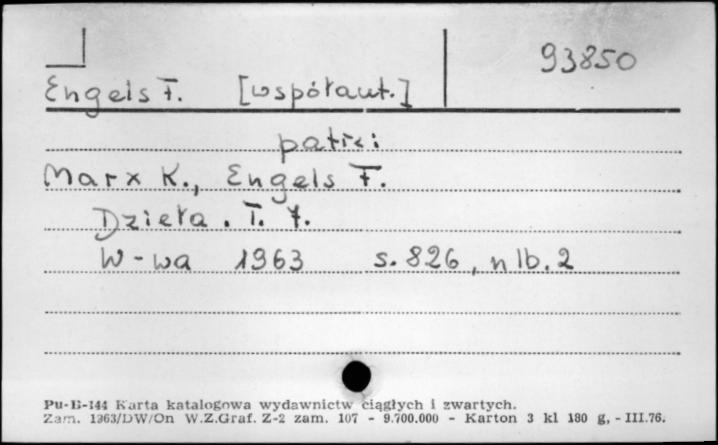 93850
Engels F. [współaut.]
patrz:
Marx K., Engels F.
Dzieła. T. 7.
W-wa 1963 s. 826, nlb. 2
Pu-B-144 Karta katalogowa wydawnictw ciągłych i zwartych.
Zam. 1363/DW/On W.Z.Graf. Z-2 zam. 107 - 9.700.000 - Karton 3 kl 180 g, - III.76.